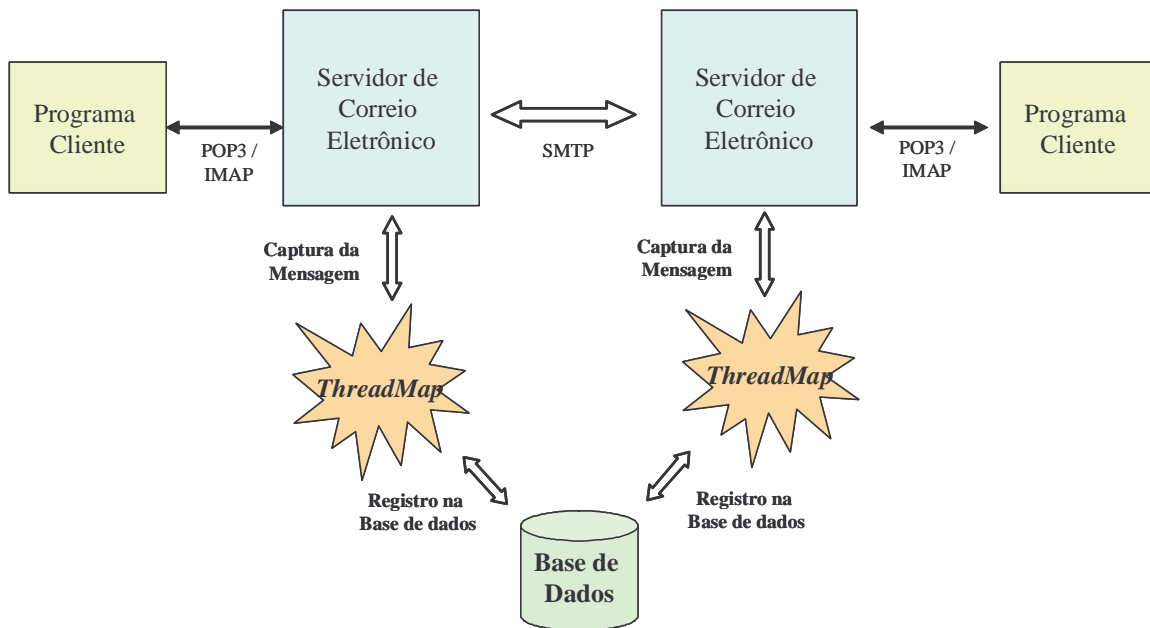 Programa
Cliente
POP3 /
IMAP
Servidor de
Correio
Eletrônico
SMTP
Servidor de
Correio
Eletrônico
POP3 /
IMAP
Programa
Cliente
Captura da
Mensagem
Captura da
Mensagem
ThreadMap
ThreadMap
Registro na
Base de dados
Registro na
Base de dados
Base de
Dados